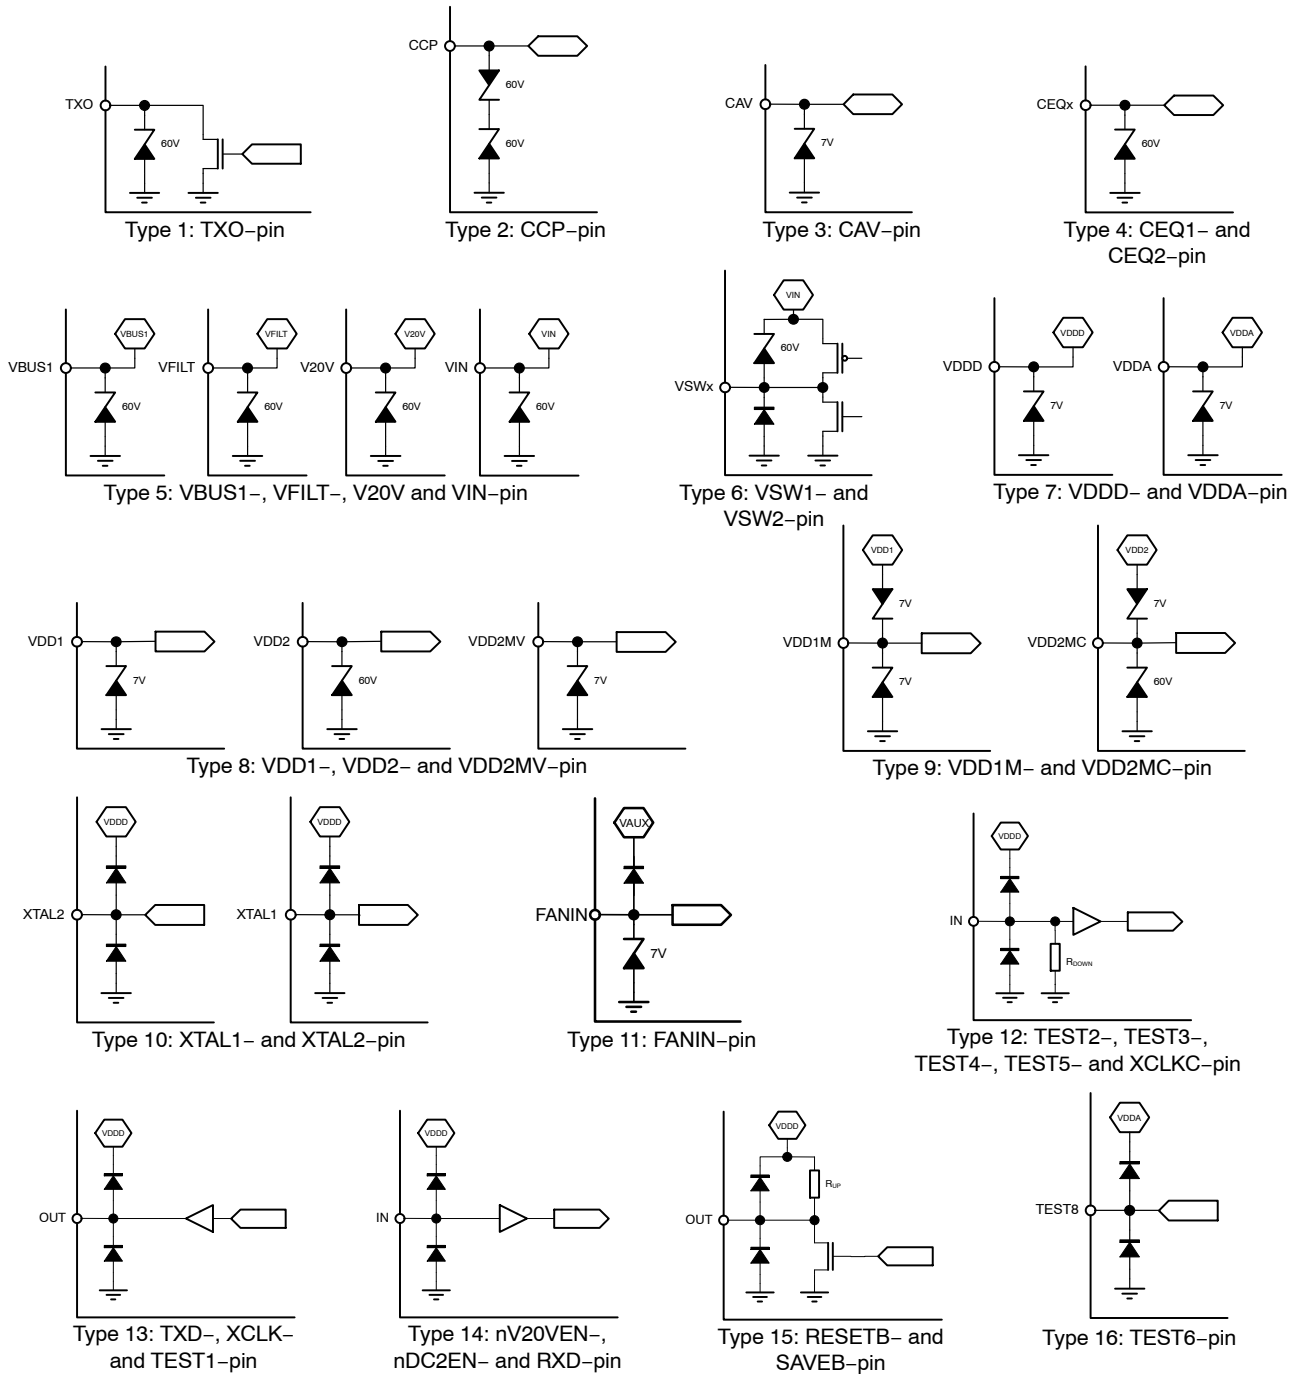 CCP
60V
60V
Type 2: CCP–pin
TXO
60V
Type 1: TXO–pin
CAV
7V
Type 3: CAV–pin
CEQx
60V
Type 4: CEQ1– and
CEQ2–pin
VBUS1
VBUS1
60V
VFILT
VFILT
60V
V20V
V20V
60V
VIN
VIN
60V
Type 5: VBUS1–, VFILT–, V20V and VIN–pin
VIN
60V
VSWx
Type 6: VSW1– and
VSW2–pin
VDDD
VDDD
7V
VDDA
VDDA
7V
Type 7: VDDD– and VDDA–pin
VDD1
7V
VDD2
60V
VDD2MV
7V
Type 8: VDD1–, VDD2– and VDD2MV–pin
VDD1
7V
VDD1M
7V
VDD2
7V
VDD2MC
60V
Type 9: VDD1M– and VDD2MC–pin
VDDD
XTAL2
VDDD
XTAL1
Type 10: XTAL1– and XTAL2–pin
VAUX
FANIN
7V
Type 11: FANIN–pin
VDDD
IN
RDOWN
Type 12: TEST2–, TEST3–,
TEST4–, TEST5– and XCLKC–pin
VDDD
OUT
Type 13: TXD–, XCLK–
and TEST1–pin
VDDD
IN
Type 14: nV20VEN–,
nDC2EN– and RXD–pin
VDDD
RUP
OUT
Type 15: RESETB– and
SAVEB–pin
VDDA
TEST8
Type 16: TEST6–pin